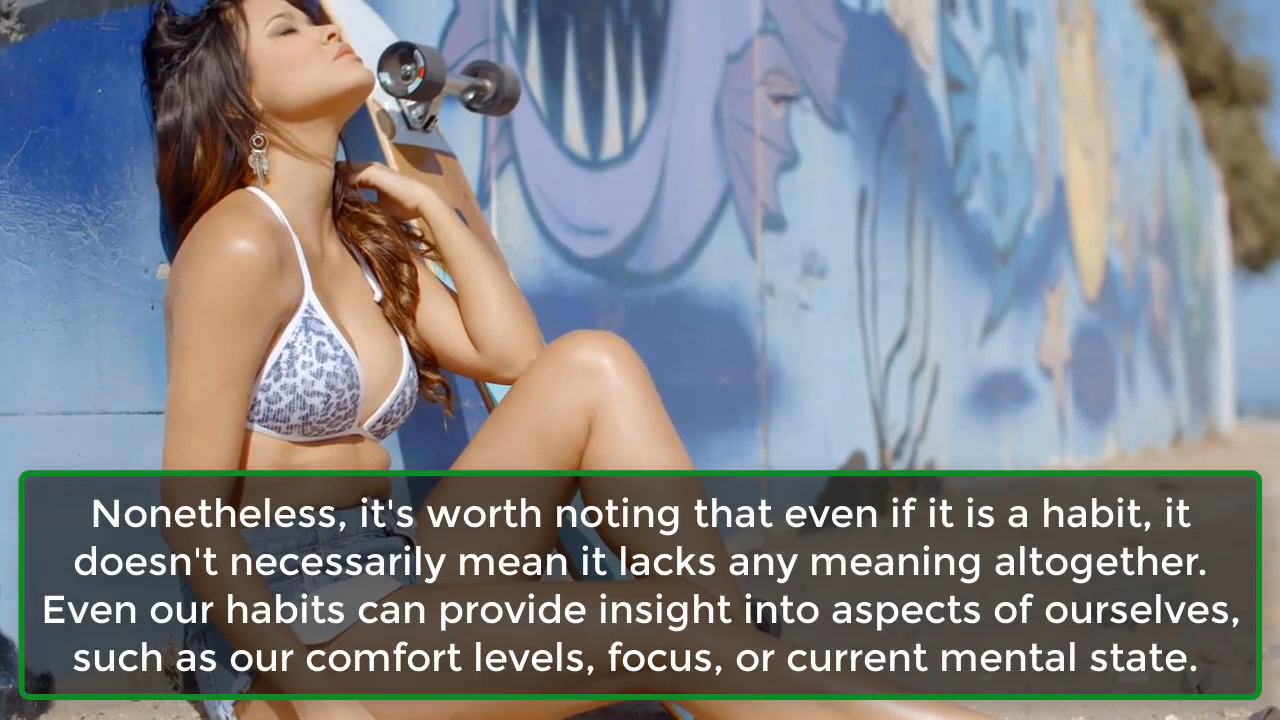 Nonetheless, it's worth noting that even if it is a habit, it
doesn't necessarily mean it lacks any meaning altogether.
Even our habits can provide insight into aspects of ourselves,
such as our comfort levels, focus, or current mental state.